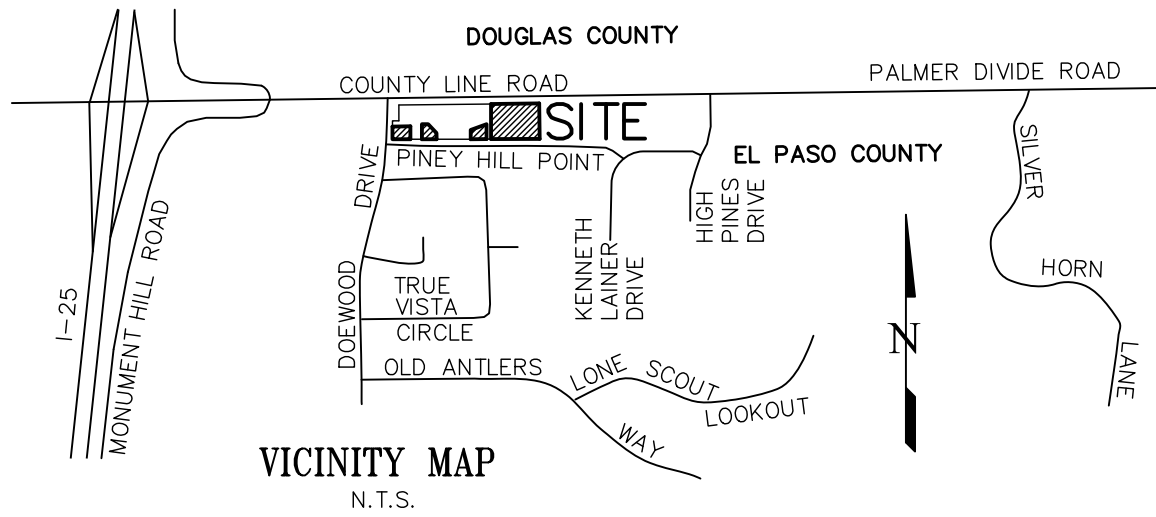 DOUGLAS COUNTY
COUNTY LINE ROAD
PALMER DIVIDE ROAD
SITE
PINEY HILL POINT
EL PASO COUNTY
SILVER
HORN
LANE
DOEWOOD DRIVE
HIGH
PINES
DRIVE
KENNETH
LAINER
DRIVE
I-25
MONUMENT HILL ROAD
TRUE
VISTA
CIRCLE
N
OLD ANTLERS
WAY
LONE SCOUT
LOOKOUT
VICINITY MAP
N.T.S.